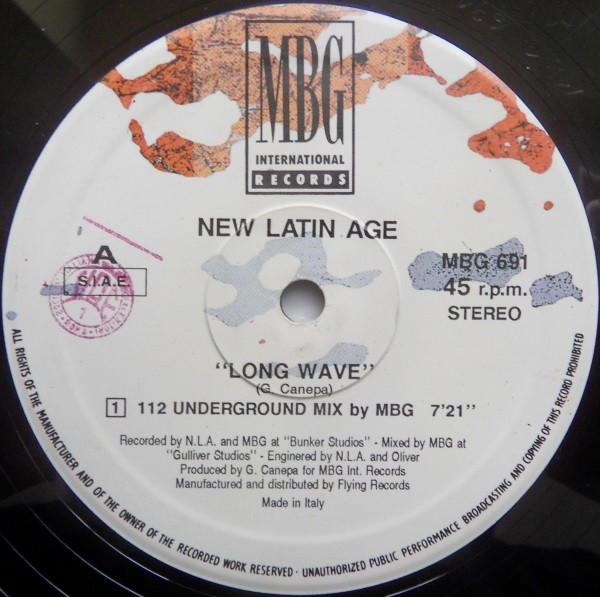 MBG
INTERNATIONAL
RECORDS
NEW LATIN AGE
A
S.I.A.E.
MBG 691
45 r.p.m.
STEREO
"LONG WAVE"
(G. Canepa)
1 112 UNDERGROUND MIX by MBG 7'21"
Recorded by N.L.A. and MBG at "Bunker Studios" - Mixed by MBG at
"Gulliver Studios" - Enginered by N.L.A. and Oliver
Produced by G. Canepa for MBG Int. Records
Manufactured and distributed by Flying Records
Made in Italy
ALL RIGHTS OF THE MANUFACTURER AND OF THE OWNER OF THE RECORDED WORK RESERVED · UNAUTHORIZED PUBLIC PERFORMANCE BROADCASTING AND COPYING OF THIS RECORD PROHIBITED